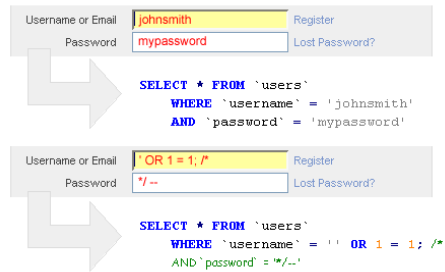 Username or Email johnsmith Register
Password mypassword Lost Password?
SELECT * FROM `users`
WHERE `username` = 'johnsmith'
AND `password` = 'mypassword'
Username or Email ' OR 1 = 1; /* Register
Password */ -- Lost Password?
SELECT * FROM `users`
WHERE `username` = '' OR 1 = 1; /*
AND `password` = '*/--'